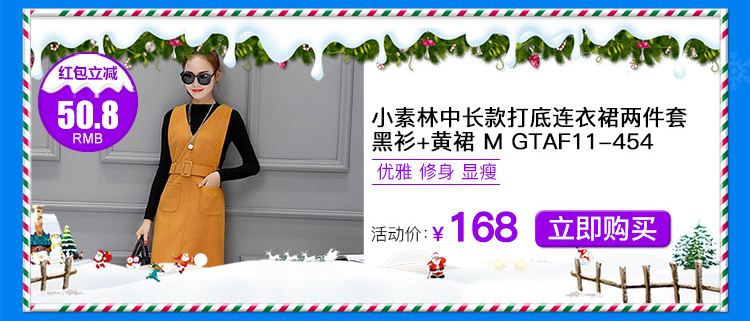 红包立减
50.8
RMB
小素林中长款打底连衣裙两件套
黑衫+黄裙 M GTAF11-454
优雅 修身 显瘦
活动价: ¥ 168 立即购买